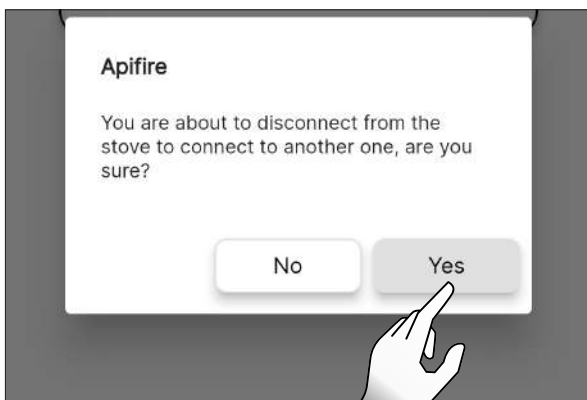 Apifire
You are about to disconnect from the
stove to connect to another one, are you
sure?
No
Yes